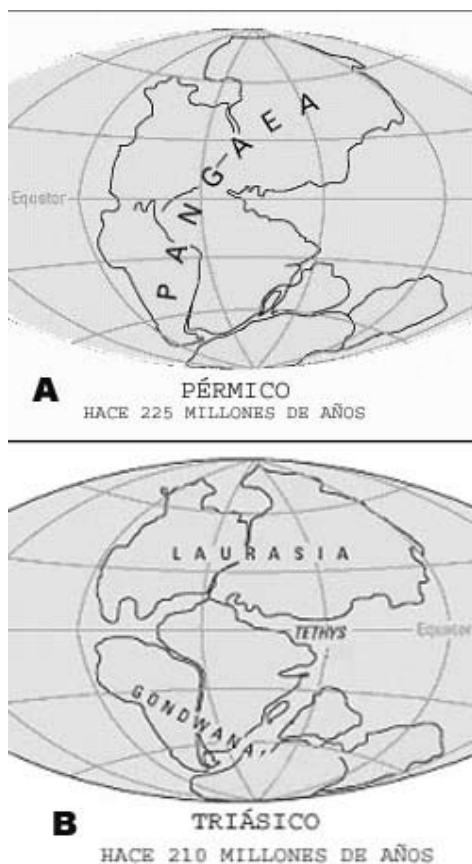 PANGAEA
Equator
A
PÉRMICO
HACE 225 MILLONES DE AÑOS
LAURASIA
TETHYS
Equator
GONDWANA
B
TRIÁSICO
HACE 210 MILLONES DE AÑOS